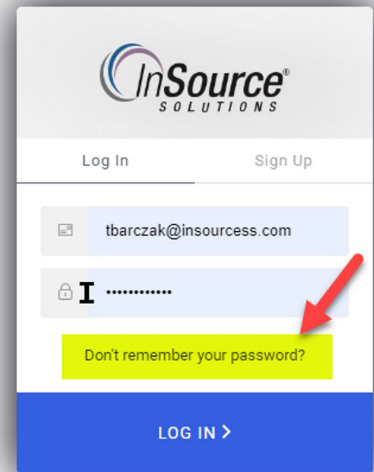 InSource®
SOLUTIONS
Log In Sign Up
tbarczak@insourcess.com
••••••••••••
Don't remember your password?
LOG IN >